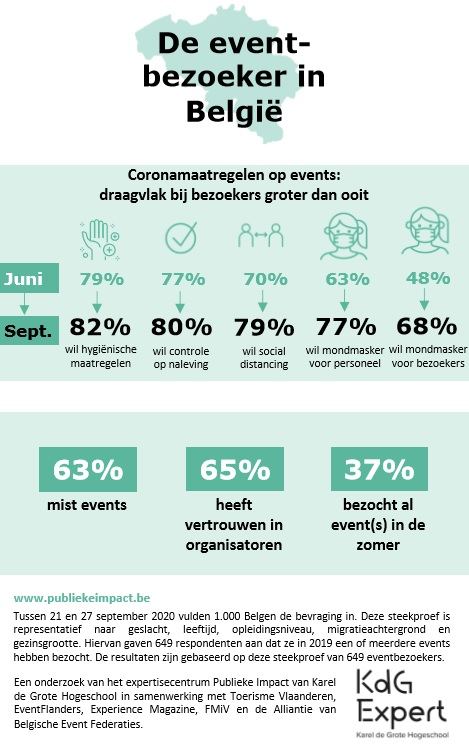 De event-
bezoeker in
België
Coronamaatregelen op events:
draagvlak bij bezoekers groter dan ooit
Juni 79% 77% 70% 63% 48%
Sept. 82% 80% 79% 77% 68%
wil hygiënische wil controle wil social wil mondmasker wil mondmasker
maatregelen op naleving distancing voor personeel voor bezoekers
63% 65% 37%
mist events heeft bezocht al
vertrouwen in event(s) in de
organisatoren zomer
www.publiekeimpact.be
Tussen 21 en 27 september 2020 vulden 1.000 Belgen de bevraging in. Deze steekproef is
representatief naar geslacht, leeftijd, opleidingsniveau, migratieachtergrond en
gezinsgrootte. Hiervan gaven 649 respondenten aan dat ze in 2019 een of meerdere events
hebben bezocht. De resultaten zijn gebaseerd op deze steekproef van 649 eventbezoekers.
Een onderzoek van het expertisecentrum Publieke Impact van Karel
de Grote Hogeschool in samenwerking met Toerisme Vlaanderen,
EventFlanders, Experience Magazine, FMiV en de Alliantie van
Belgische Event Federaties.
KdG
Expert
Karel de Grote Hogeschool